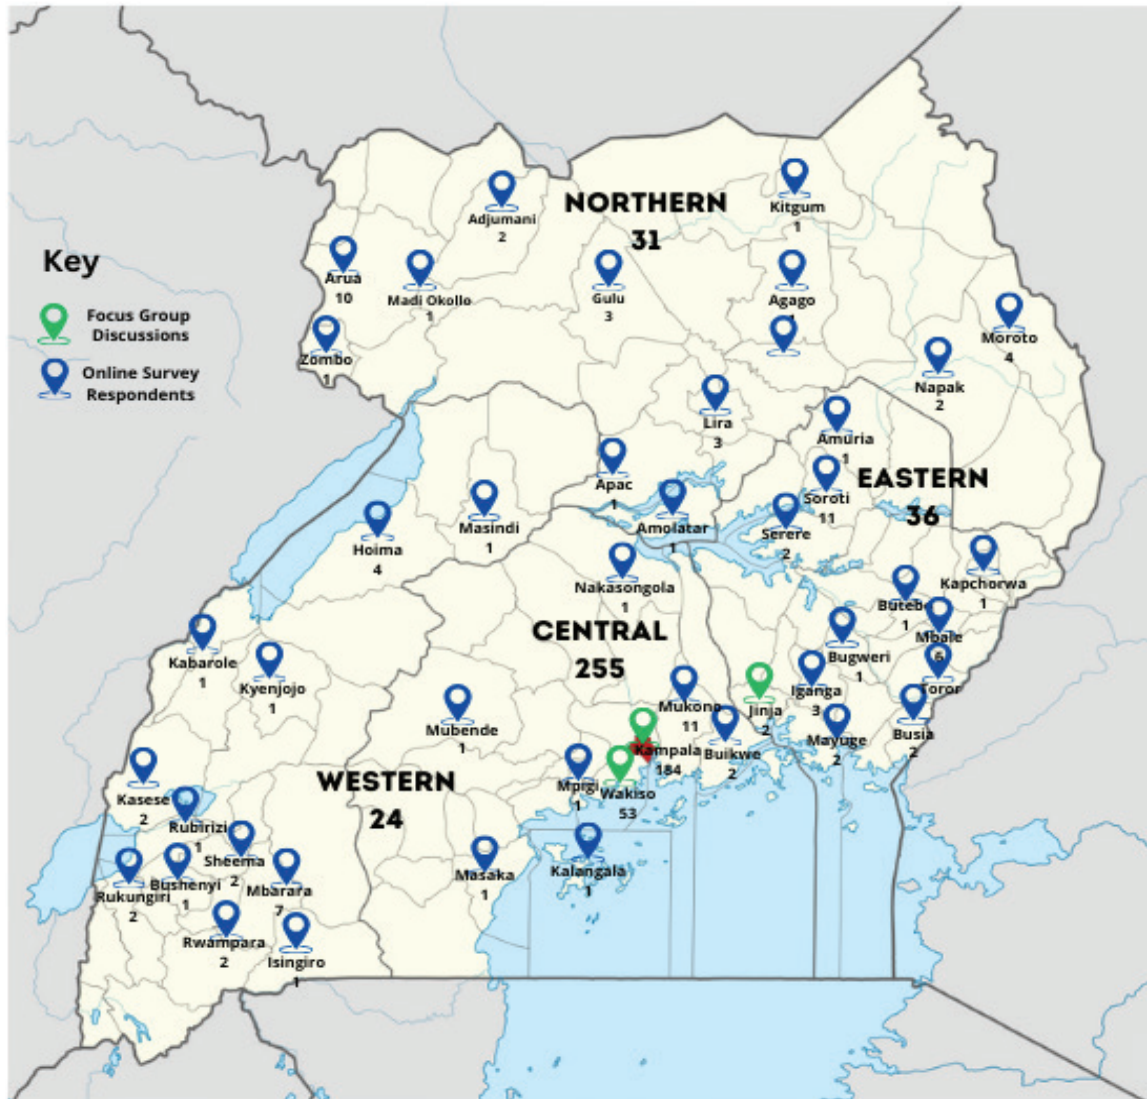 NORTHERN
31
Kitgum
1
Adjumani
2
Key
Arua
10
Madi Okollo
1
Gulu
3
Agago
Focus Group
Discussions
Zombo
1
Moroto
4
Online Survey
Respondents
Napak
2
Lira
3
Amuria
1
Apac
1
EASTERN
36
Soroti
11
Masindi
1
Amolatar
1
Serere
2
Hoima
4
Nakasongola
1
Kapchorwa
1
Butebo
1
CENTRAL
255
Mbale
6
Kabarole
1
Kyenjojo
1
Bugweri
1
Iganga
3
Toror
Mukono
11
Jinja
2
Mubende
1
Busia
2
Mayuge
2
Kampala
184
Buikwe
2
WESTERN
24
Mpigi
1
Wakiso
53
Kasese
2
Rubirizi
1
Sheema
2
Masaka
1
Kalangala
1
Rukungiri
2
Bushenyi
1
Mbarara
7
Rwampara
2
Isingiro
1